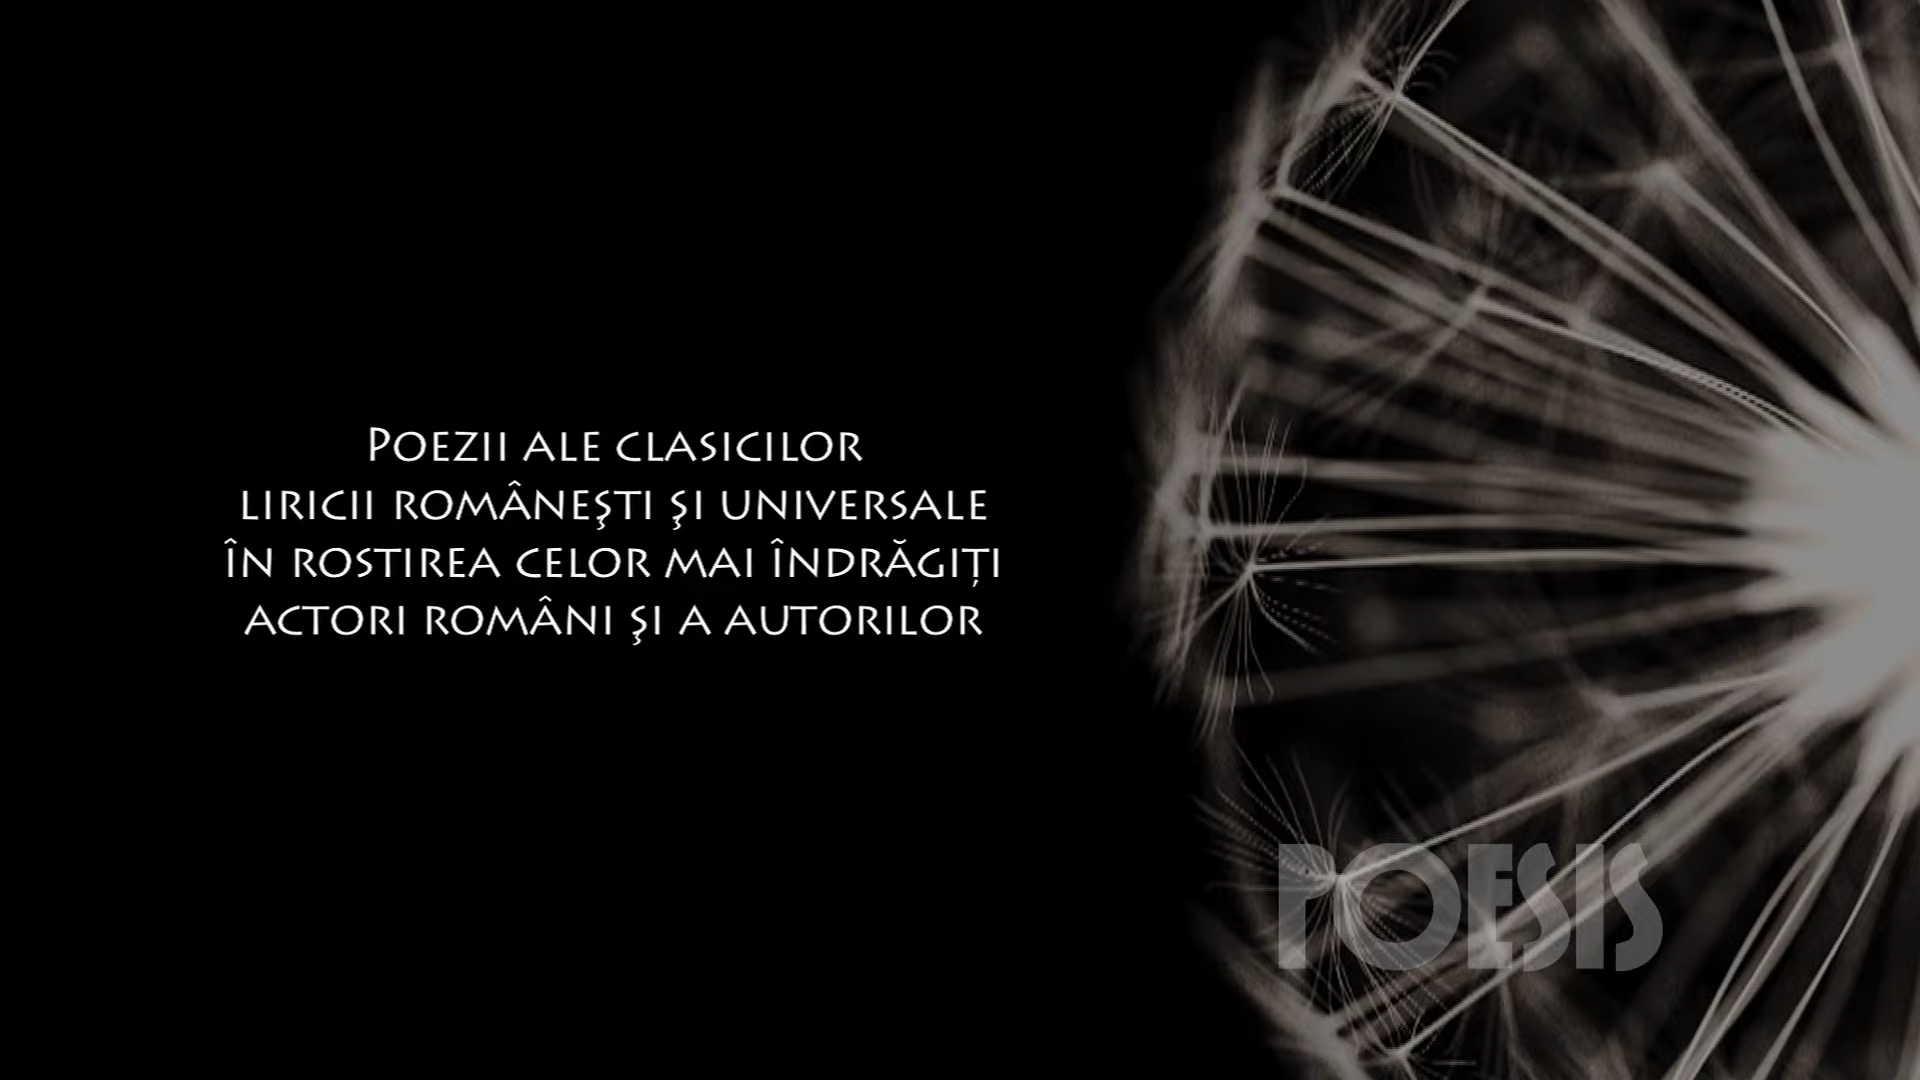 Poezii ale clasicilor
liricii româneşti şi universale
în rostirea celor mai îndrăgiți
actori români şi a autorilor
POESIS